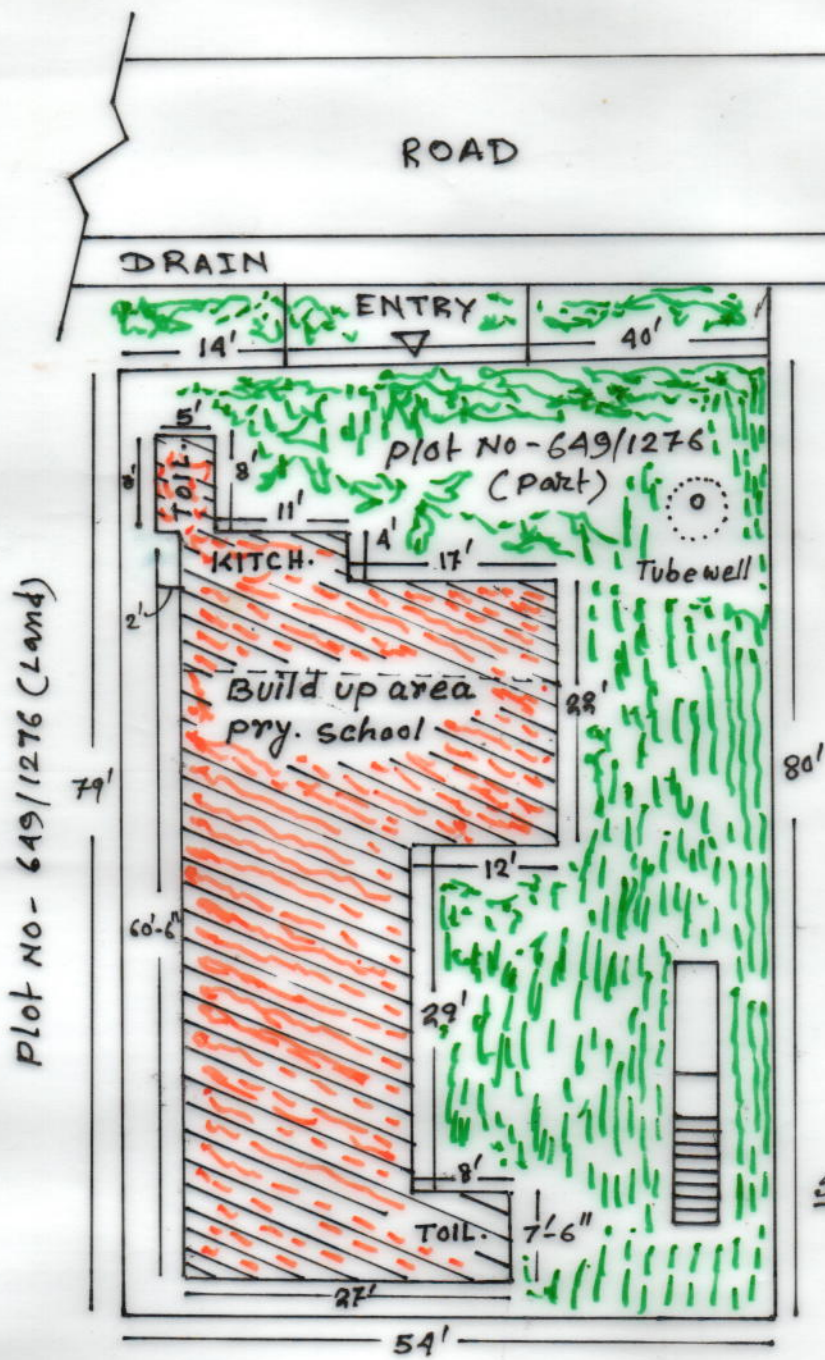 ROAD
DRAIN
ENTRY
14'
40'
5'
8'
8'
TOIL.
Plot No-649/1276
(Part)
11'
4'
KITCH.
17'
Tubewell
2'
Build up area
pry. school
22'
Plot No- 649/1276 (Land)
79'
80'
12'
60'-6"
29'
8'
TOIL.
7'-6"
27'
54'